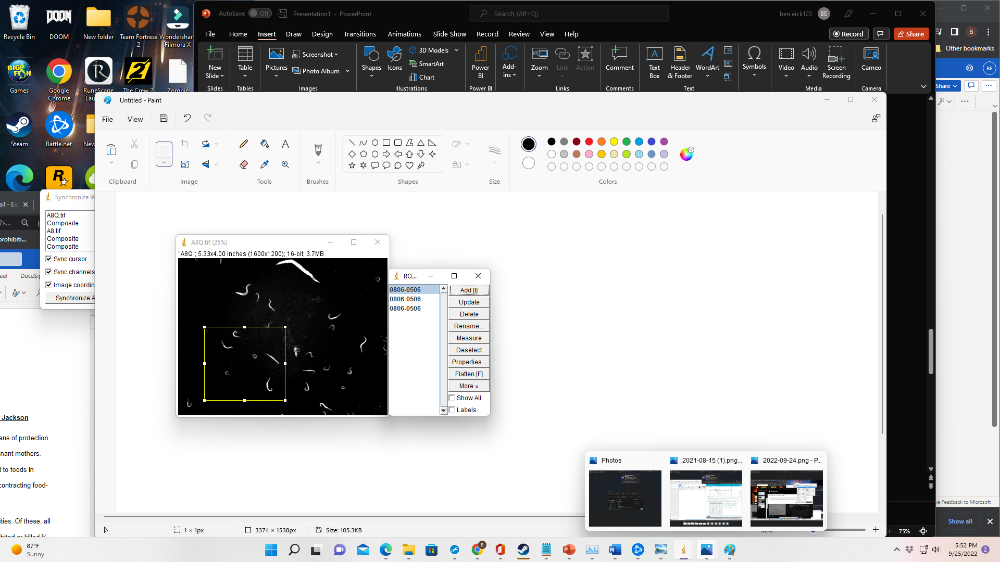 Recycle Bin
DOOM
New folder
Team Fortress 2
Wondershare Filmora X
Games
Google Chrome
RuneScape Lau
The Crew 2
Zombie
Steam
Battle.net
New
AutoSave Off
Presentation1 - PowerPoint
Search (Alt+Q)
ben eick123 BE
File Home Insert Draw Design Transitions Animations Slide Show Record Review View Help
Record
Share
New Slide
Table
Pictures
Screenshot
Photo Album
Shapes
Icons
3D Models
SmartArt
Chart
Power BI
Add-ins
Zoom
Link
Action
Comment
Text Box
Header & Footer
WordArt
Symbols
Video
Audio
Screen Recording
Cameo
Slides Tables Images Illustrations Power BI Links Comments Text Media Camera
B
Other bookmarks
BE
Share
Untitled - Paint
File View
Clipboard Image Tools Brushes Shapes Size Colors
Synchronize W
A8Q.tif
Composite
A8.tif
Composite
Composite
Sync cursor
Sync channels
Image coordin
Synchronize A
ail - Eic
?s...
prohibiti...
eel DocuSig
Jackson
ans of protection
nant mothers.
d to foods in
contracting food-
ities. Of these, all
A8Q.tif (25%)
"A8Q"; 5.33x4.00 inches (1600x1200); 16-bit; 3.7MB
RO...
0806-0506
0806-0506
0806-0506
Add [t]
Update
Delete
Rename...
Measure
Deselect
Properties...
Flatten [F]
More »
Show All
Labels
Photos
2021-08-15 (1).png...
2022-09-24.png - P...
1 × 1px
3374 × 1538px
Size: 105.3KB
75%
ve Feedback to Microsoft
Show all
87°F
Sunny
5:52 PM
9/25/2022
2